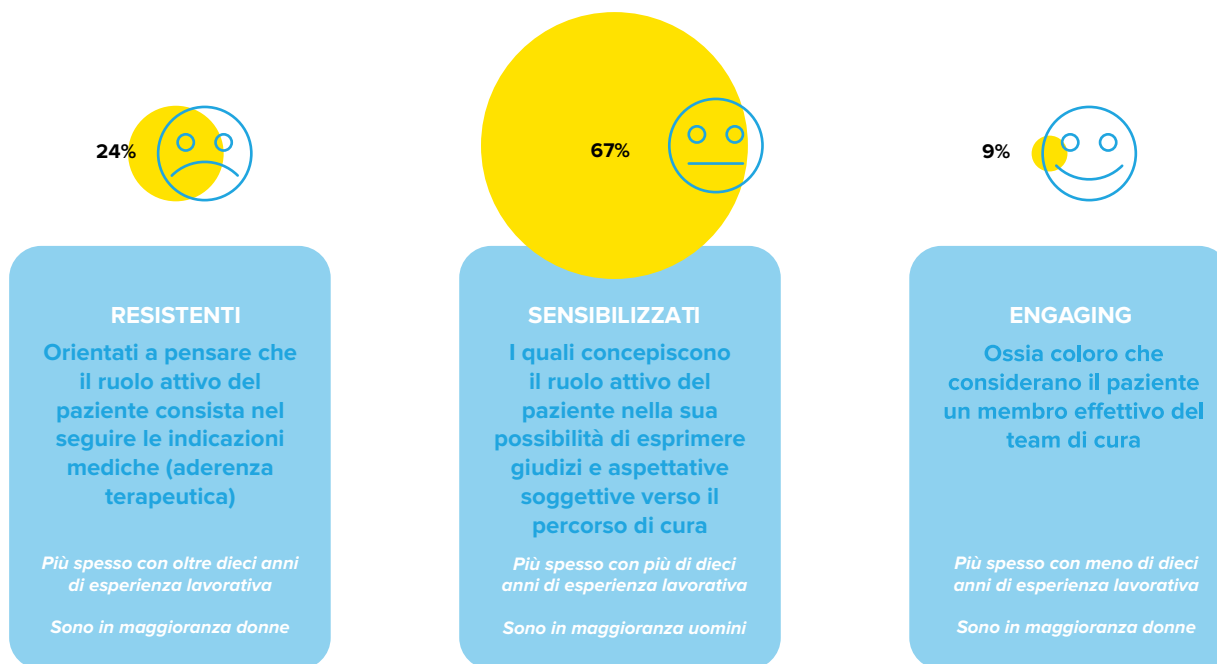 24%
67%
9%
RESISTENTI
Orientati a pensare che
il ruolo attivo del
paziente consista nel
seguire le indicazioni
mediche (aderenza
terapeutica)
Più spesso con oltre dieci anni
di esperienza lavorativa
Sono in maggioranza donne
SENSIBILIZZATI
I quali concepiscono
il ruolo attivo del
paziente nella sua
possibilità di esprimere
giudizi e aspettative
soggettive verso il
percorso di cura
Più spesso con più di dieci
anni di esperienza lavorativa
Sono in maggioranza uomini
ENGAGING
Ossia coloro che
considerano il paziente
un membro effettivo del
team di cura
Più spesso con meno di dieci
anni di esperienza lavorativa
Sono in maggioranza donne